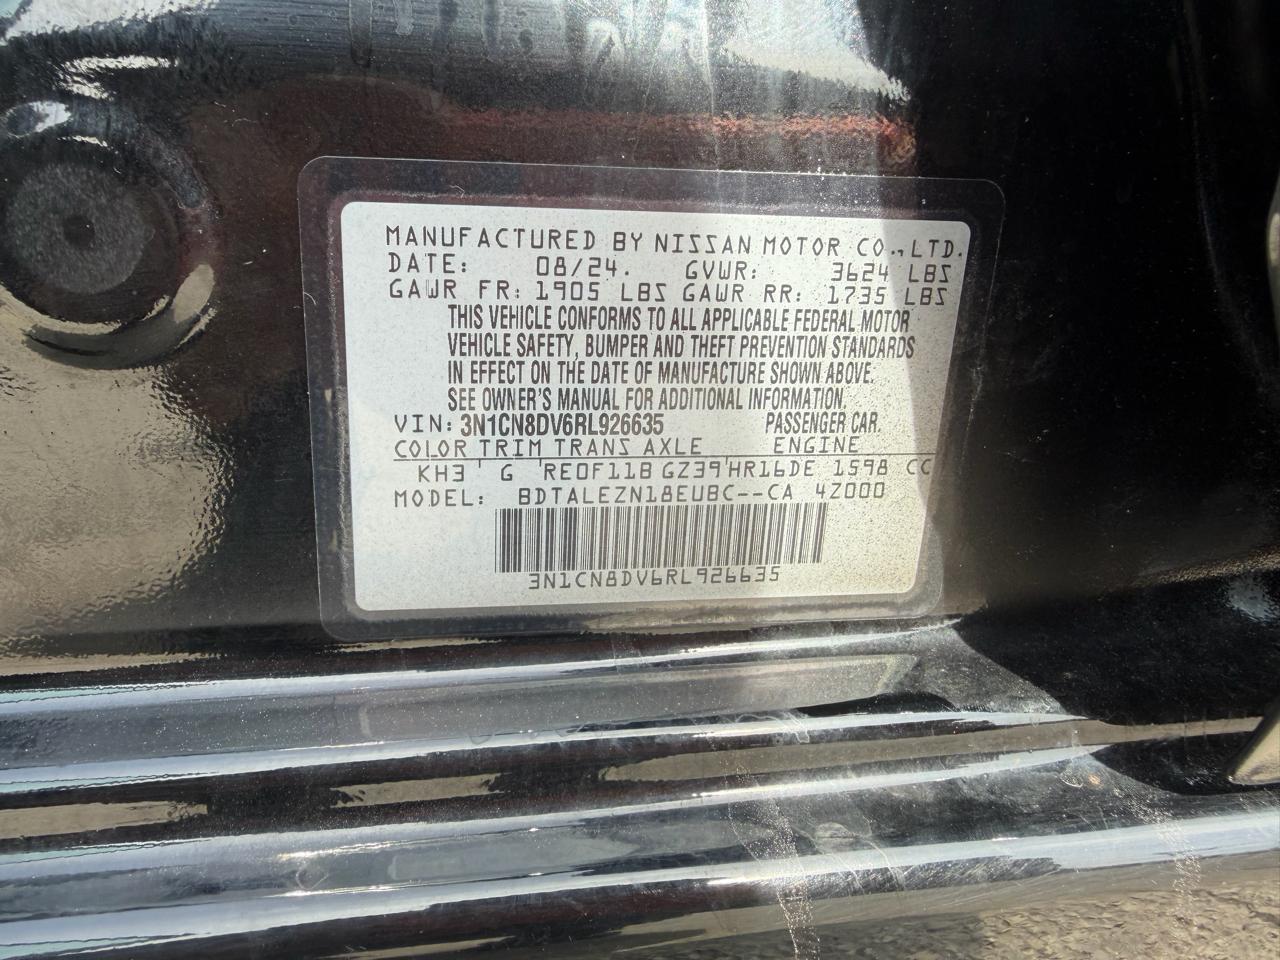 MANUFACTURED BY NISSAN MOTOR CO., LTD.
DATE: 08/24. GVWR: 3624 LBS
GAWR FR: 1905 LBS GAWR RR: 1735 LBS
THIS VEHICLE CONFORMS TO ALL APPLICABLE FEDERAL MOTOR
VEHICLE SAFETY, BUMPER AND THEFT PREVENTION STANDARDS
IN EFFECT ON THE DATE OF MANUFACTURE SHOWN ABOVE.
SEE OWNER'S MANUAL FOR ADDITIONAL INFORMATION.
VIN: 3N1CN8DV6RL926635 PASSENGER CAR.
COLOR TRIM TRANS AXLE ENGINE
KH3 G RE0F11B GZ39 HR16DE 1598 CC
MODEL: BDTALEZN18EUBC--CA 4Z000
3N1CN8DV6RL926635